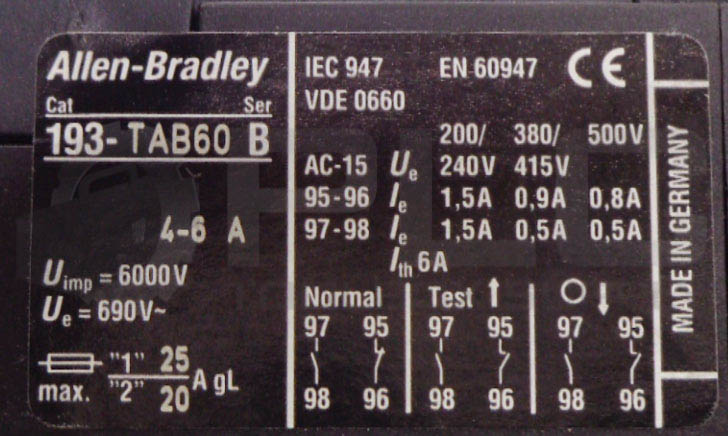 Allen-Bradley
Cat Ser
193-TAB60 B
4-6 A
Uimp = 6000V
Ue = 690V~
"1" 25
max. "2" 20 A gL
IEC 947 EN 60947 CE
VDE 0660
200/ 380/ 500V
AC-15 Ue 240V 415V
95-96 Ie 1,5A 0,9A 0,8A
97-98 Ie 1,5A 0,5A 0,5A
Ith 6A
Normal Test ↑ O ↓
97 95 97 95 97 95
98 96 98 96 98 96
MADE IN GERMANY